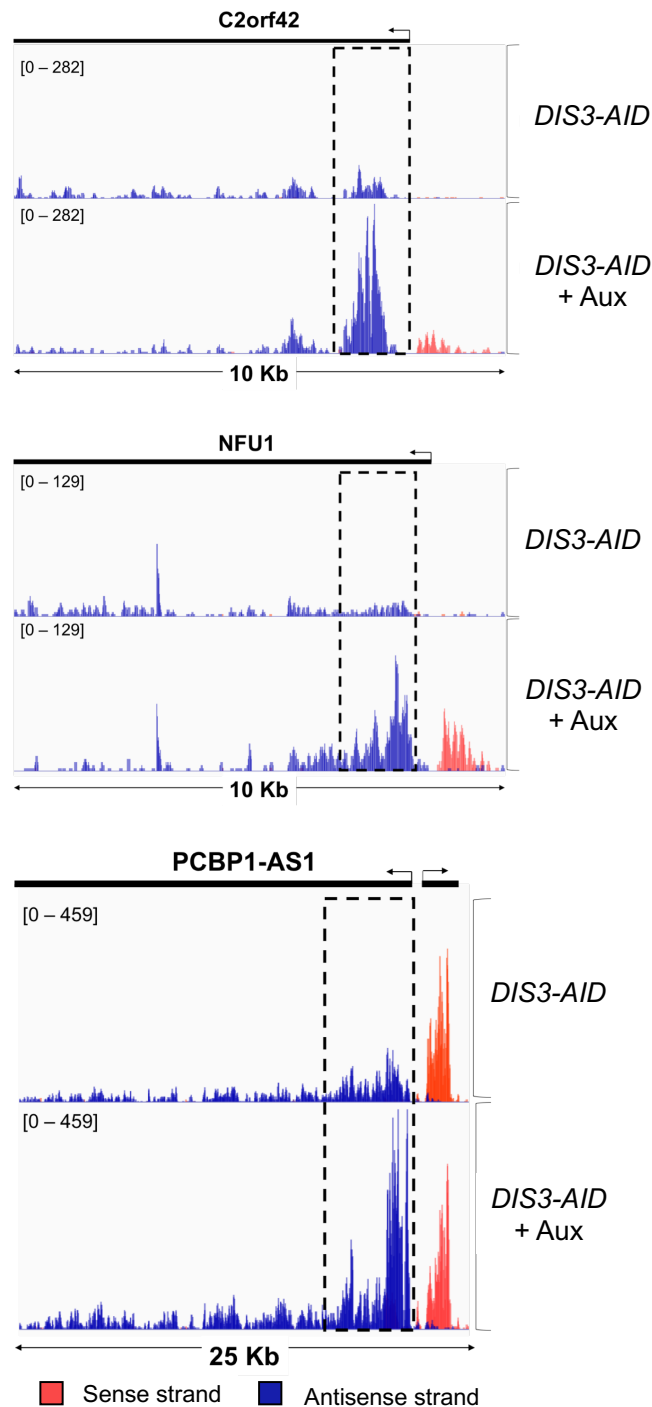 C2orf42
[0 – 282]
DIS3-AID
[0 – 282]
DIS3-AID
+ Aux
10 Kb
NFU1
[0 – 129]
DIS3-AID
[0 – 129]
DIS3-AID
+ Aux
10 Kb
PCBP1-AS1
[0 – 459]
DIS3-AID
[0 – 459]
DIS3-AID
+ Aux
25 Kb
Sense strand Antisense strand